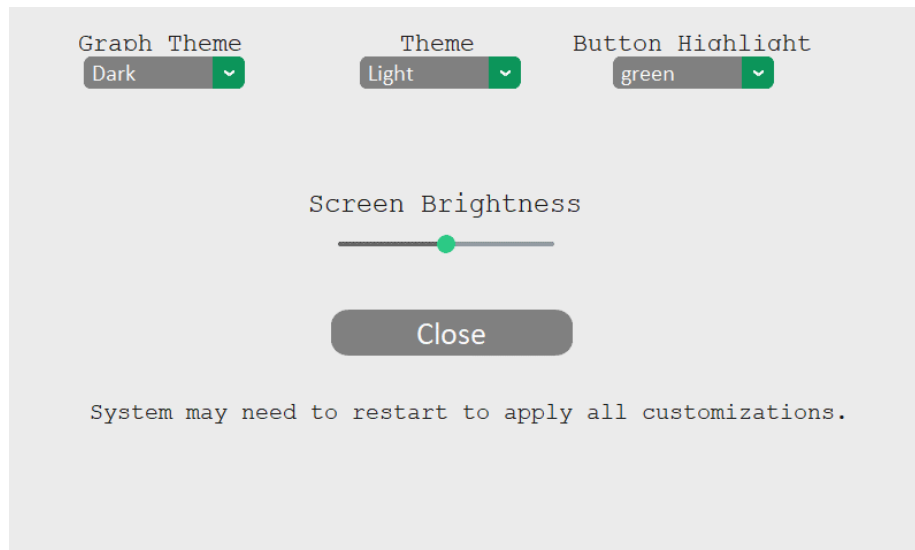 Graph Theme Theme Button Highlight
Dark Light green
Screen Brightness
Close
System may need to restart to apply all customizations.